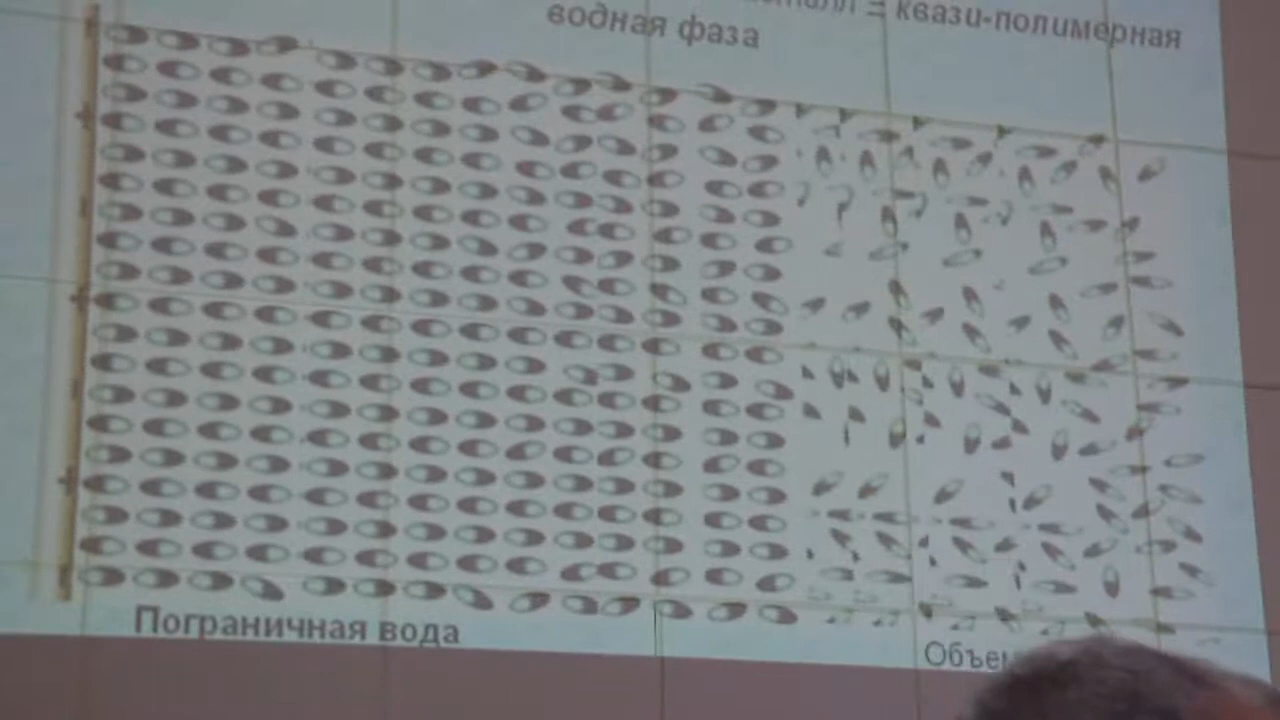 = квази-полимерная
водная фаза
Пограничная вода